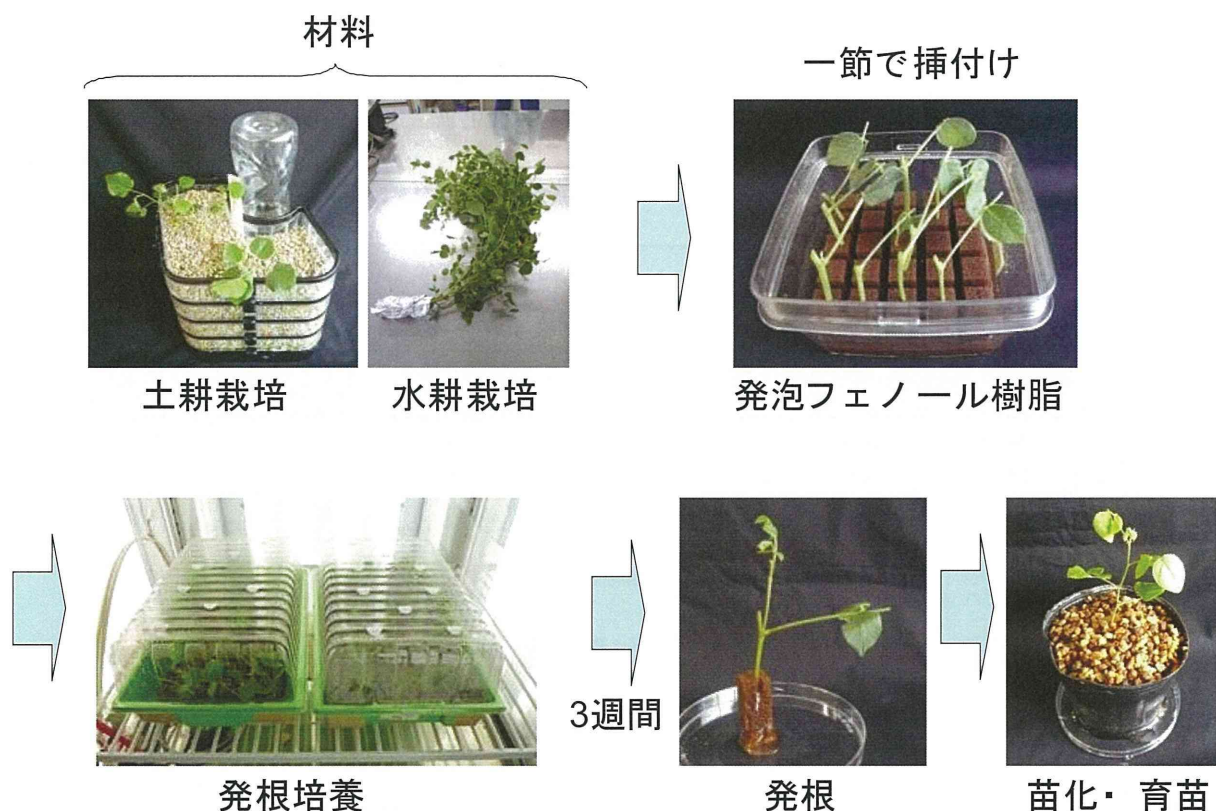 材料
一節で挿付け
土耕栽培
水耕栽培
発泡フェノール樹脂
3週間
発根培養
発根
苗化・育苗